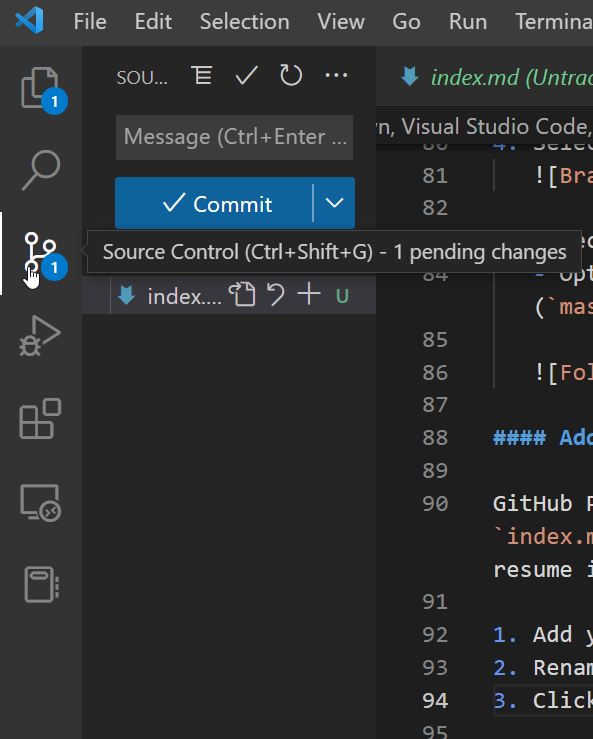 File Edit Selection View Go Run Termina
SOU...
index.md (Untrac
1
n, Visual Studio Code,
Message (Ctrl+Enter ...
Commit
Source Control (Ctrl+Shift+G) - 1 pending changes
1
index.... U
80 4. Selec
81 ![Bra
82
84 - Opt
(`mas
85
86 ![Fol
87
88 #### Add
89
90 GitHub P
`index.m
resume i
91
92 1. Add y
93 2. Renam
94 3. Click
95